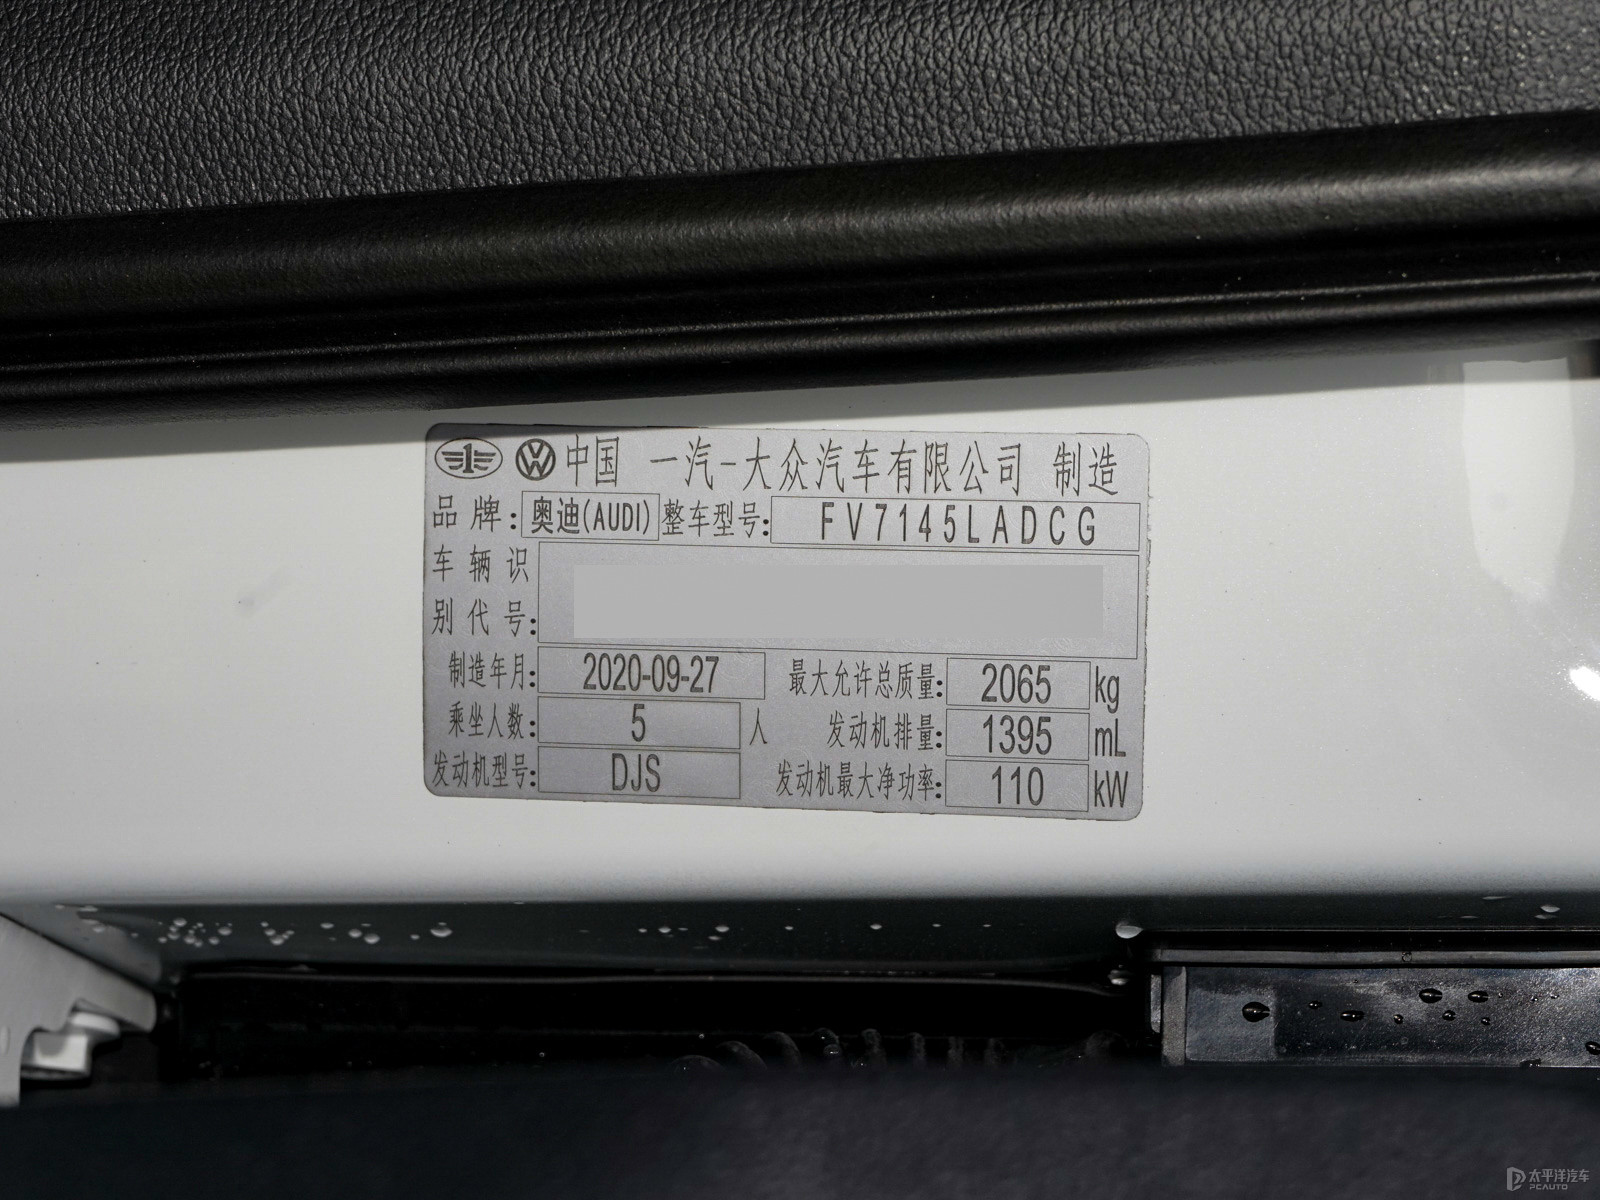 1 VW 中国 一汽-大众汽车有限公司 制造
品牌: 奥迪(AUDI) 整车型号: FV7145LADCG
车辆识
别代号:
制造年月: 2020-09-27 最大允许总质量: 2065 kg
乘坐人数: 5 人 发动机排量: 1395 mL
发动机型号: DJS 发动机最大净功率: 110 kW
太平洋汽车
PCAUTO